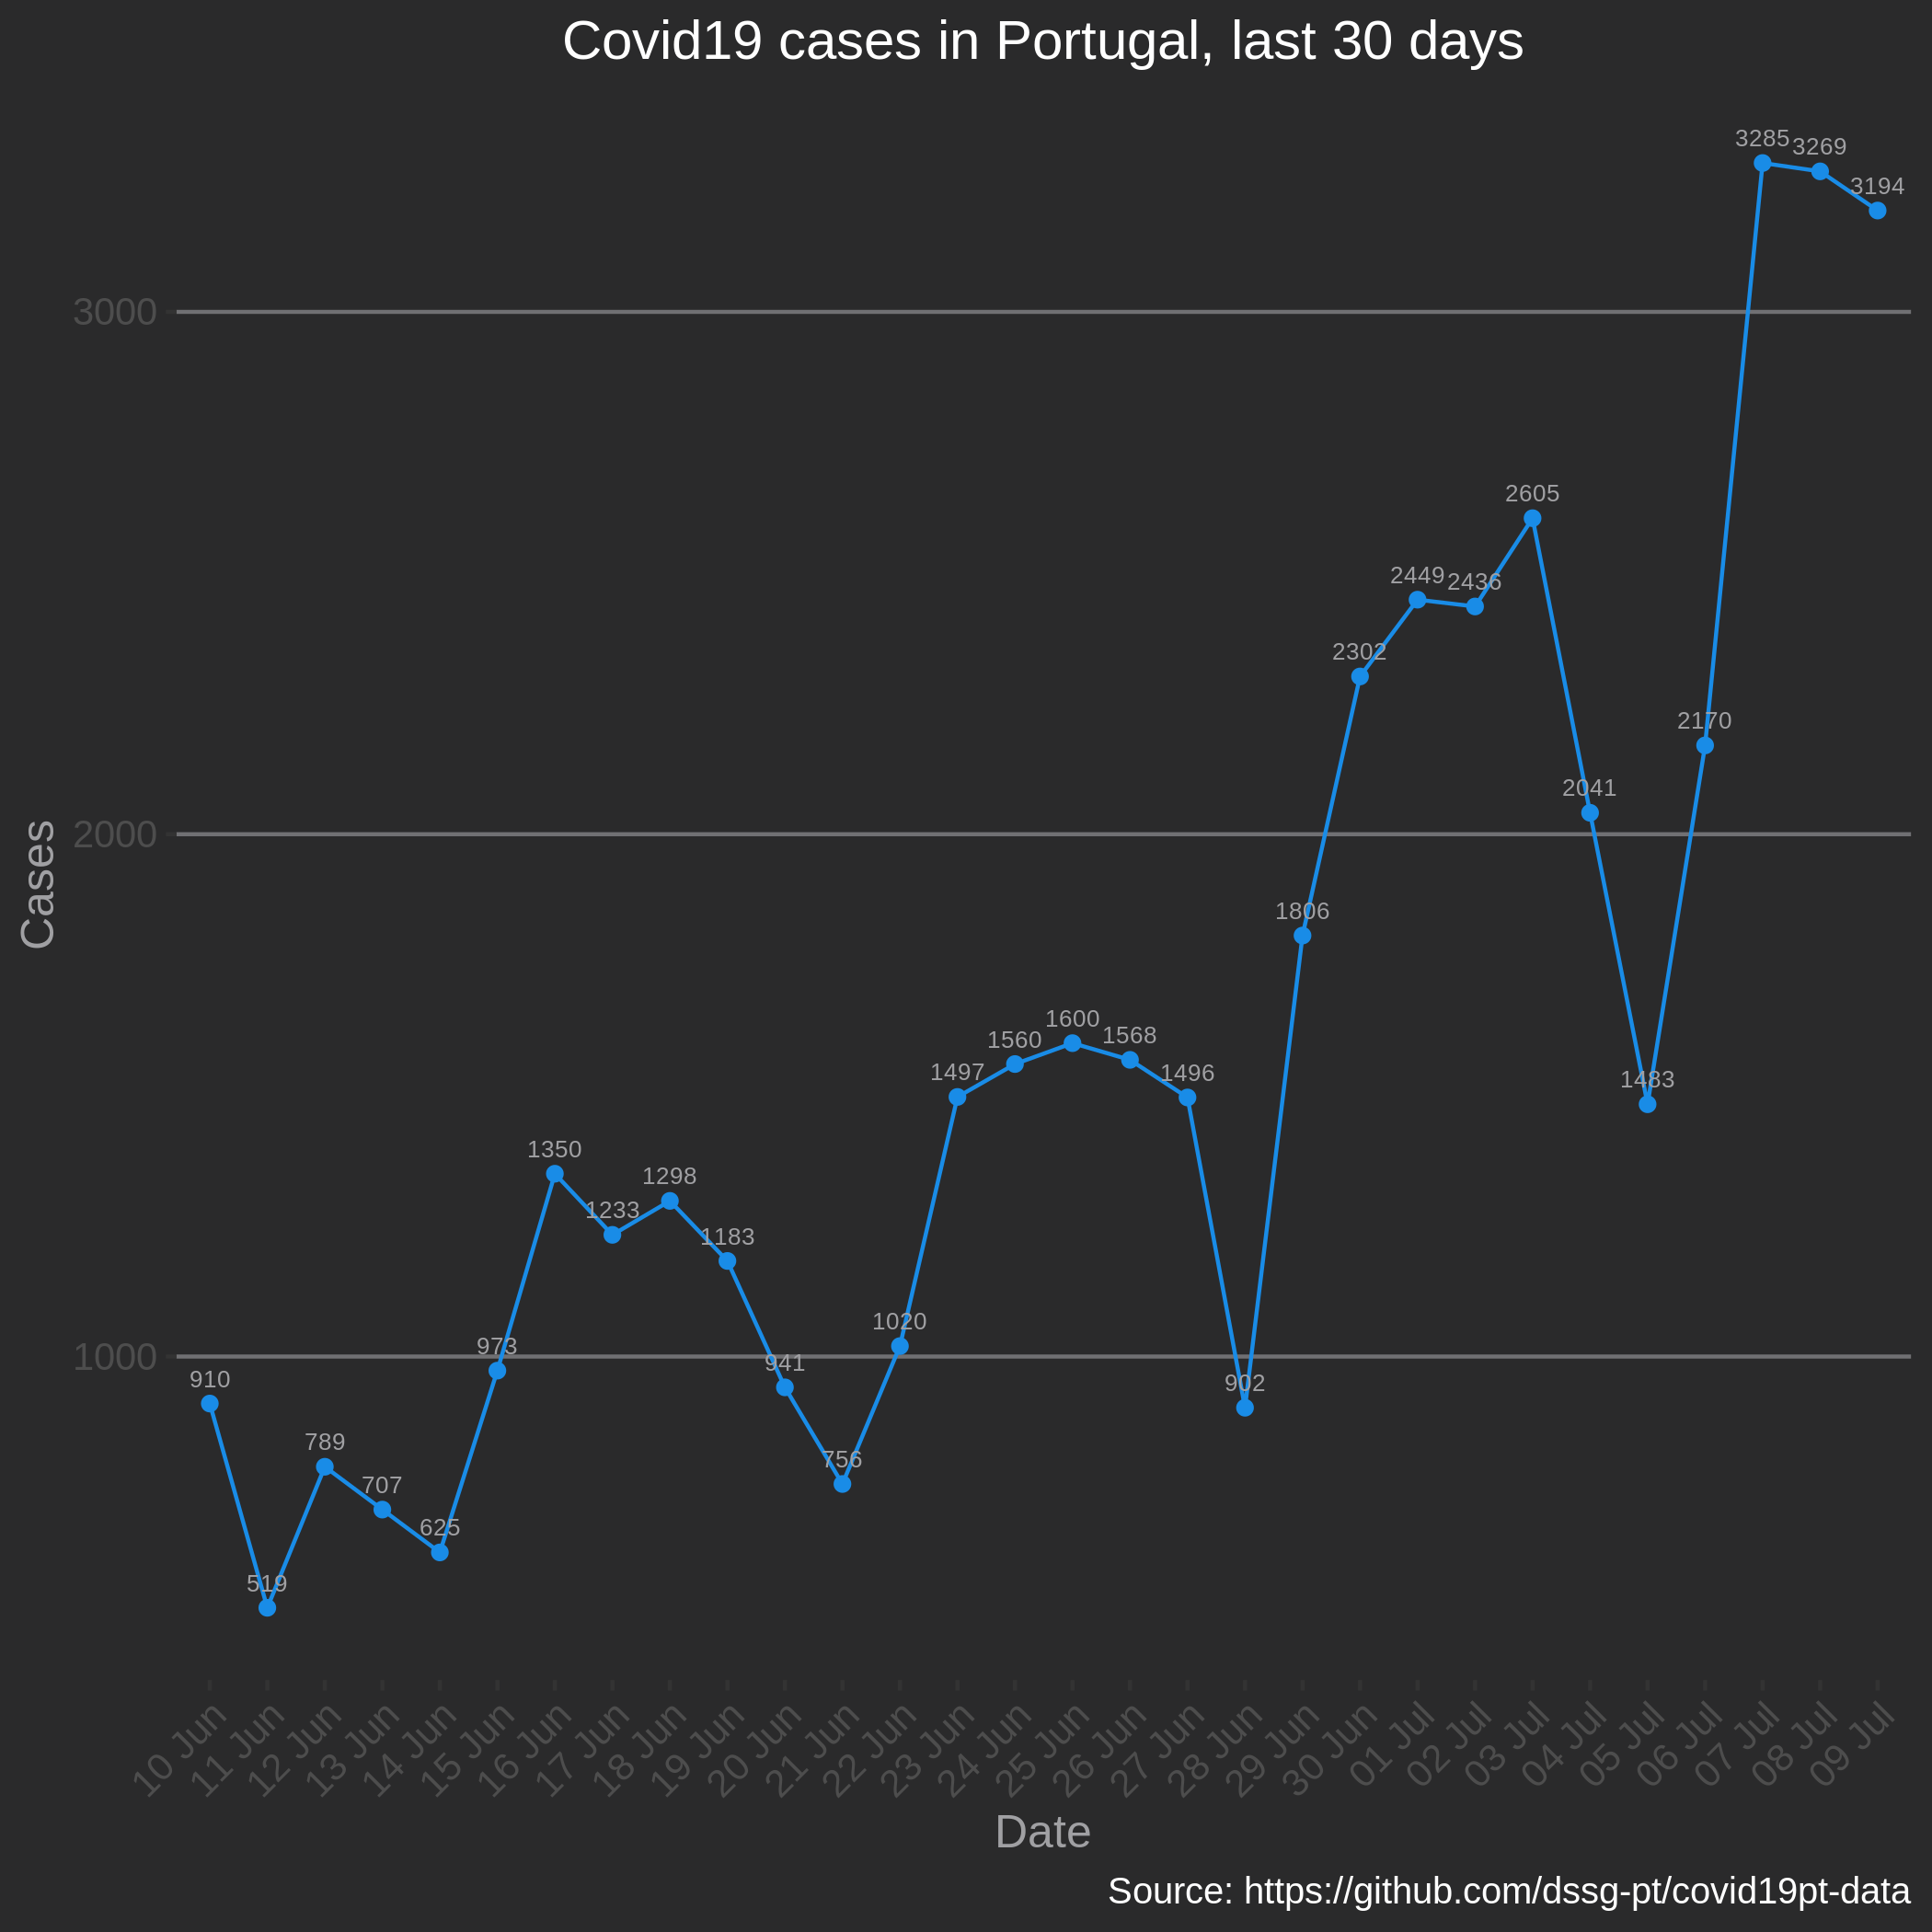 Covid19 cases in Portugal, last 30 days
3285
3269
3194
3000
2605
2449
2436
2302
2170
2041
2000
Cases
1806
1600
1568
1560
1497
1496
1483
1350
1298
1233
1183
1020
973
1000
941
910
902
789
756
707
625
519
10 Jun
11 Jun
12 Jun
13 Jun
14 Jun
15 Jun
16 Jun
17 Jun
18 Jun
19 Jun
20 Jun
21 Jun
22 Jun
23 Jun
24 Jun
25 Jun
26 Jun
27 Jun
28 Jun
29 Jun
30 Jun
01 Jul
02 Jul
03 Jul
04 Jul
05 Jul
06 Jul
07 Jul
08 Jul
09 Jul
Date
Source: https://github.com/dssg-pt/covid19pt-data